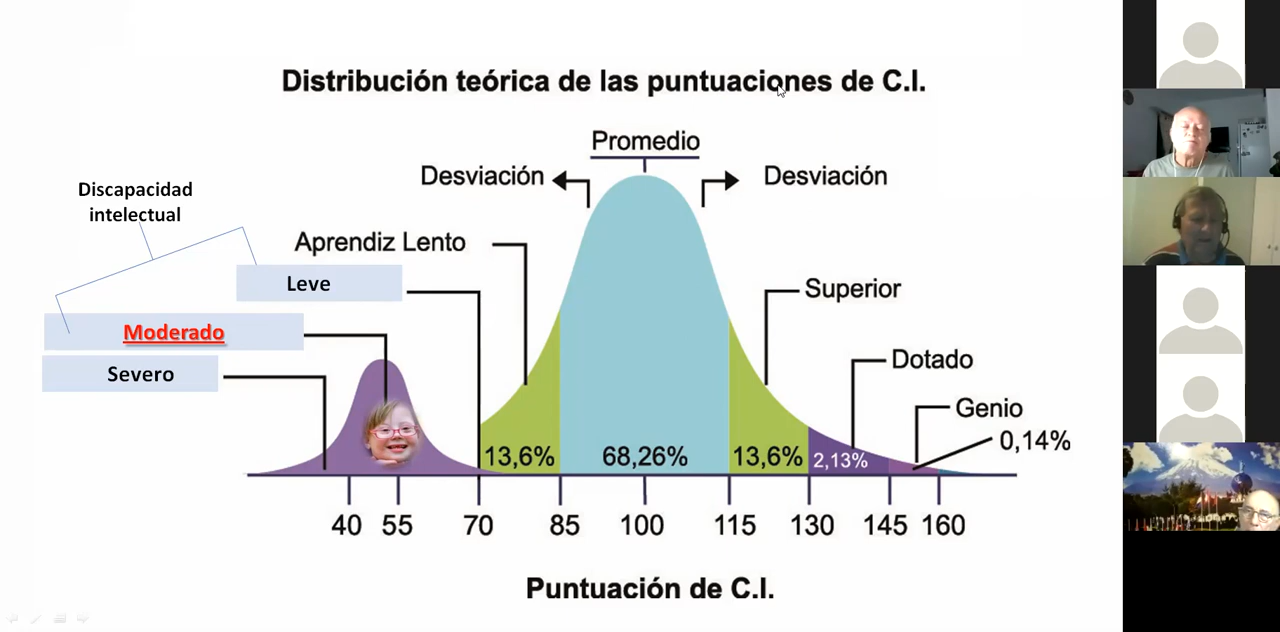 Distribución teórica de las puntuaciones de C.I.
Promedio
Desviación
Desviación
Discapacidad
intelectual
Aprendiz Lento
Leve
Superior
Moderado
Dotado
Severo
Genio
0,14%
13,6%
68,26%
13,6%
2,13%
40 55 70 85 100 115 130 145 160
Puntuación de C.I.